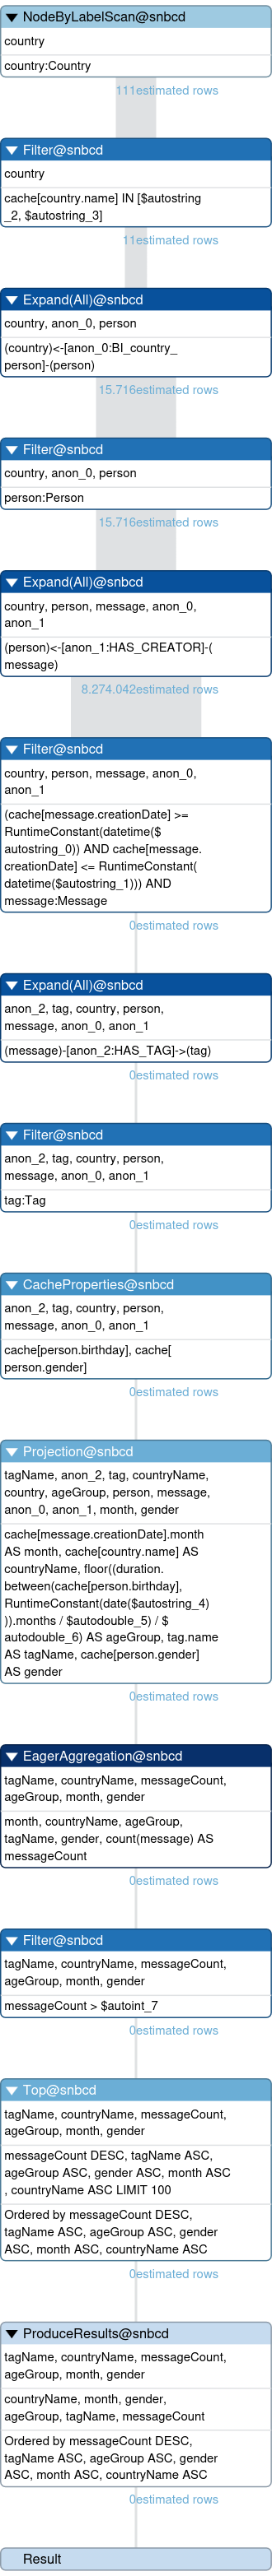 NodeByLabelScan@snbcd
country
country:Country
111estimated rows
Filter@snbcd
country
cache[country.name] IN [$autostring
_2, $autostring_3]
11estimated rows
Expand(All)@snbcd
country, anon_0, person
(country)<-[anon_0:BI_country_
person]-(person)
15.716estimated rows
Filter@snbcd
country, anon_0, person
person:Person
15.716estimated rows
Expand(All)@snbcd
country, person, message, anon_0,
anon_1
(person)<-[anon_1:HAS_CREATOR]-(
message)
8.274.042estimated rows
Filter@snbcd
country, person, message, anon_0,
anon_1
(cache[message.creationDate] >=
RuntimeConstant(datetime($
autostring_0)) AND cache[message.
creationDate] <= RuntimeConstant(
datetime($autostring_1))) AND
message:Message
0estimated rows
Expand(All)@snbcd
anon_2, tag, country, person,
message, anon_0, anon_1
(message)-[anon_2:HAS_TAG]->(tag)
0estimated rows
Filter@snbcd
anon_2, tag, country, person,
message, anon_0, anon_1
tag:Tag
0estimated rows
CacheProperties@snbcd
anon_2, tag, country, person,
message, anon_0, anon_1
cache[person.birthday], cache[
person.gender]
0estimated rows
Projection@snbcd
tagName, anon_2, tag, countryName,
country, ageGroup, person, message,
anon_0, anon_1, month, gender
cache[message.creationDate].month
AS month, cache[country.name] AS
countryName, floor((duration.
between(cache[person.birthday],
RuntimeConstant(date($autostring_4)
)).months / $autodouble_5) / $
autodouble_6) AS ageGroup, tag.name
AS tagName, cache[person.gender]
AS gender
0estimated rows
EagerAggregation@snbcd
tagName, countryName, messageCount,
ageGroup, month, gender
month, countryName, ageGroup,
tagName, gender, count(message) AS
messageCount
0estimated rows
Filter@snbcd
tagName, countryName, messageCount,
ageGroup, month, gender
messageCount > $autoint_7
0estimated rows
Top@snbcd
tagName, countryName, messageCount,
ageGroup, month, gender
messageCount DESC, tagName ASC,
ageGroup ASC, gender ASC, month ASC
, countryName ASC LIMIT 100
Ordered by messageCount DESC,
tagName ASC, ageGroup ASC, gender
ASC, month ASC, countryName ASC
0estimated rows
ProduceResults@snbcd
tagName, countryName, messageCount,
ageGroup, month, gender
countryName, month, gender,
ageGroup, tagName, messageCount
Ordered by messageCount DESC,
tagName ASC, ageGroup ASC, gender
ASC, month ASC, countryName ASC
0estimated rows
Result